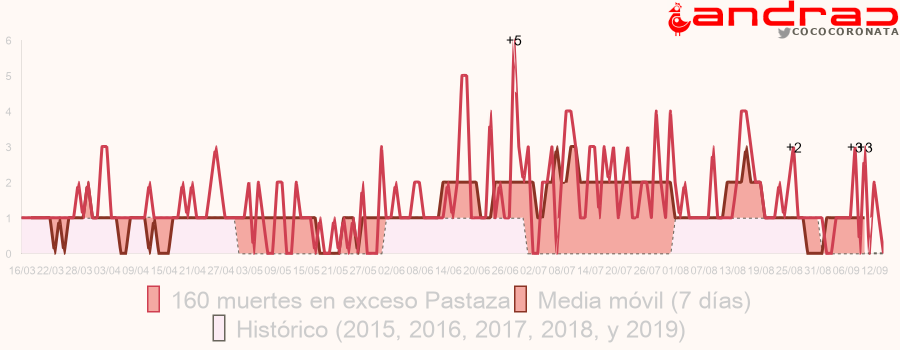 andrab
COCOCORONATA
6
+5
5
4
3
+2
+3
+3
2
1
0
16/03 22/03 28/03 03/04 09/04 15/04 21/04 27/04 03/05 09/05 15/05 21/05 27/05 02/06 08/06 14/06 20/06 26/06 02/07 08/07 14/07 20/07 26/07 01/08 07/08 13/08 19/08 25/08 31/08 06/09 12/09
160 muertes en exceso Pastaza
Media móvil (7 días)
Histórico (2015, 2016, 2017, 2018, y 2019)